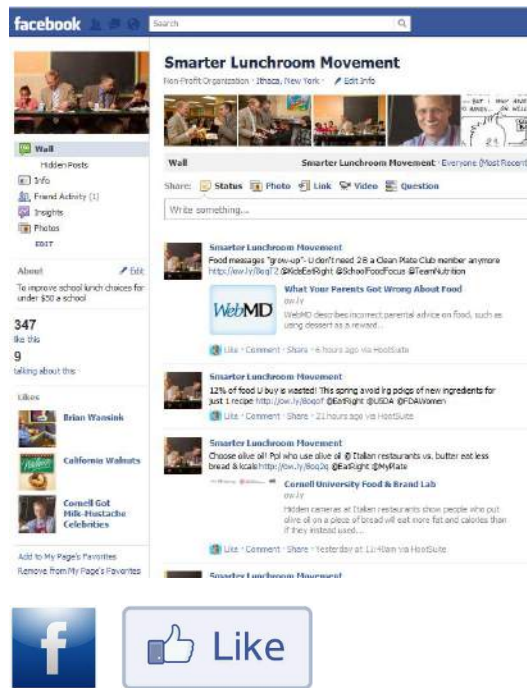 facebook
Search
Smarter Lunchroom Movement
Non-Profit Organization · Ithaca, New York · Edit Info
Wall
Hidden Posts
Info
Friend Activity (1)
Insights
Photos
EDIT
About Edit
To improve school lunch choices for
under $50 a school
347
like this
9
talking about this
Likes
Brian Wansink
California Walnuts
Cornell Got
Milk-Mustache
Celebrities
Add to My Page's Favorites
Remove from My Page's Favorites
Wall Smarter Lunchroom Movement · Everyone (Most Recent
Share: Status Photo Link Video Question
Write something...
Smarter Lunchroom Movement
Food messages "grow-up"- U don't need 2B a Clean Plate Club member anymore
@KidsEatRight @SchoolFoodFocus @TeamNutrition
WebMD
What Your Parents Got Wrong About Food
ow.ly
WebMD describes incorrect parental advice on food, such as
using dessert as a reward...
Like · Comment · Share · 6 hours ago via HootSuite
Smarter Lunchroom Movement
12% of food U buy is wasted! This spring avoid lrg pckgs of new ingredients for
just 1 recipe @EatRight @USDA @FDAWomen
Like · Comment · Share · 21 hours ago via HootSuite
Smarter Lunchroom Movement
Choose olive oil! Ppl who use olive oil @ Italian restaurants vs. butter eat less
bread & kcals @EatRight @MyPlate
Cornell University Food & Brand Lab
ow.ly
Hidden cameras at Italian restaurants show people who put
olive oil on a piece of bread will eat more fat and calories than
if they instead used...
Like · Comment · Share · Yesterday at 11:40am via HootSuite
Smarter Lunchroom Movement
f
Like